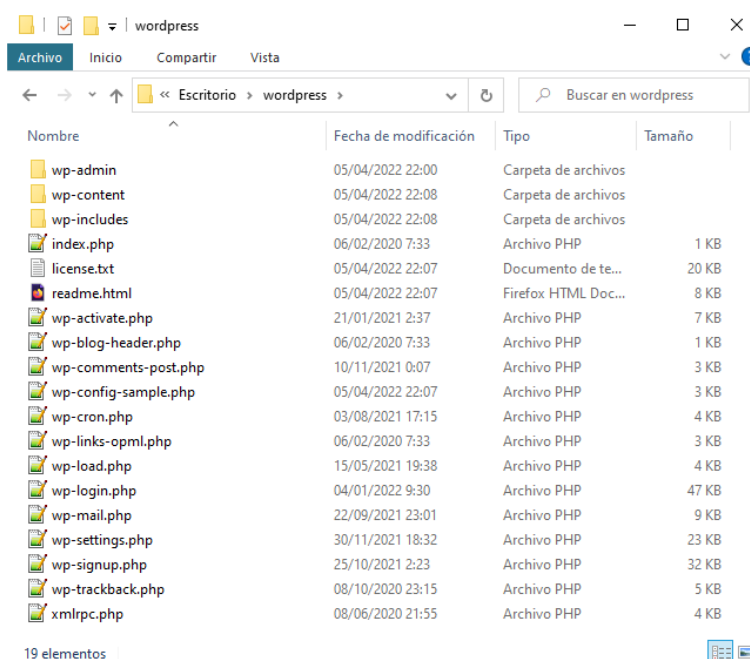 wordpress
Archivo Inicio Compartir Vista
« Escritorio > wordpress > Buscar en wordpress
Nombre Fecha de modificación Tipo Tamaño
wp-admin 05/04/2022 22:00 Carpeta de archivos
wp-content 05/04/2022 22:08 Carpeta de archivos
wp-includes 05/04/2022 22:08 Carpeta de archivos
index.php 06/02/2020 7:33 Archivo PHP 1 KB
license.txt 05/04/2022 22:07 Documento de te... 20 KB
readme.html 05/04/2022 22:07 Firefox HTML Doc... 8 KB
wp-activate.php 21/01/2021 2:37 Archivo PHP 7 KB
wp-blog-header.php 06/02/2020 7:33 Archivo PHP 1 KB
wp-comments-post.php 10/11/2021 0:07 Archivo PHP 3 KB
wp-config-sample.php 05/04/2022 22:07 Archivo PHP 3 KB
wp-cron.php 03/08/2021 17:15 Archivo PHP 4 KB
wp-links-opml.php 06/02/2020 7:33 Archivo PHP 3 KB
wp-load.php 15/05/2021 19:38 Archivo PHP 4 KB
wp-login.php 04/01/2022 9:30 Archivo PHP 47 KB
wp-mail.php 22/09/2021 23:01 Archivo PHP 9 KB
wp-settings.php 30/11/2021 18:32 Archivo PHP 23 KB
wp-signup.php 25/10/2021 2:23 Archivo PHP 32 KB
wp-trackback.php 08/10/2020 23:15 Archivo PHP 5 KB
xmlrpc.php 08/06/2020 21:55 Archivo PHP 4 KB
19 elementos